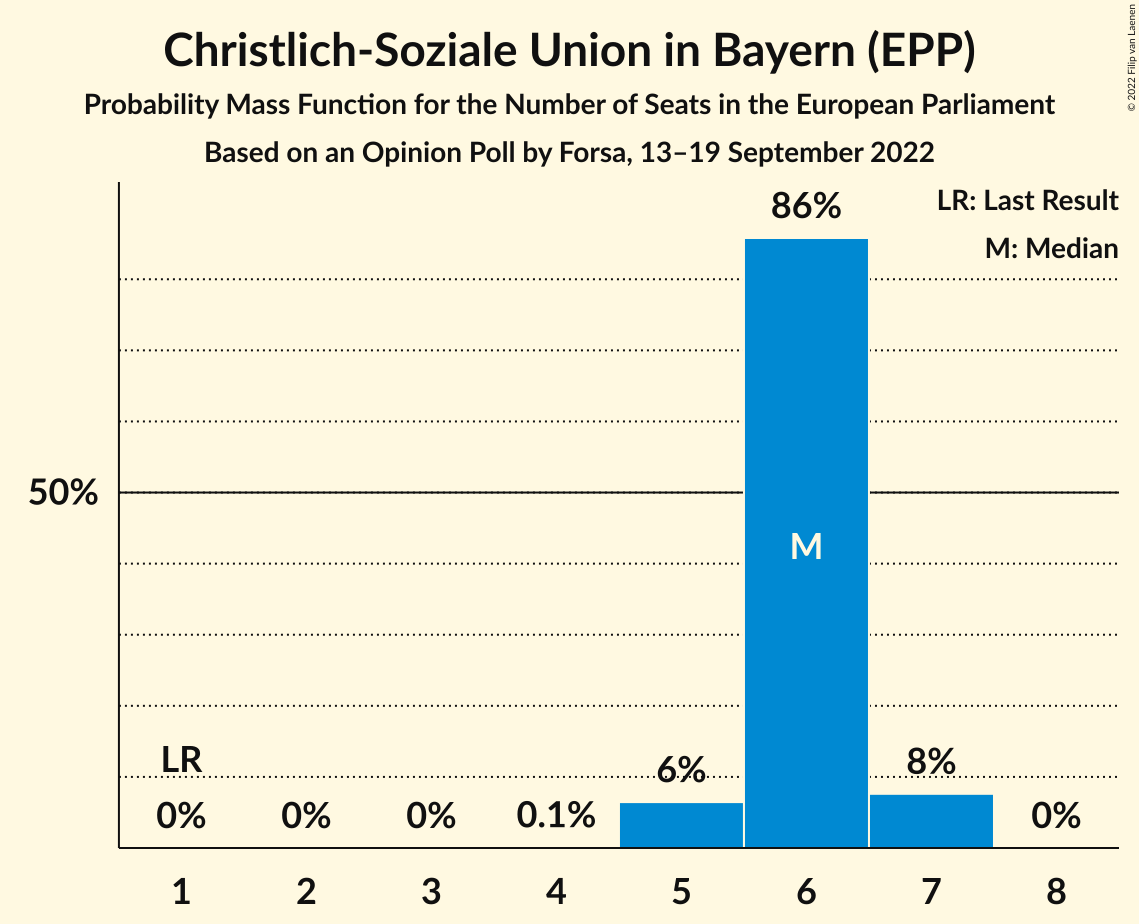 Christlich-Soziale Union in Bayern (EPP)
Probability Mass Function for the Number of Seats in the European Parliament
Based on an Opinion Poll by Forsa, 13–19 September 2022
© 2022 Filip van Laenen
LR: Last Result
M: Median
86%
50%
M
LR
6%
8%
0%
0%
0%
0.1%
0%
1
2
3
4
5
6
7
8